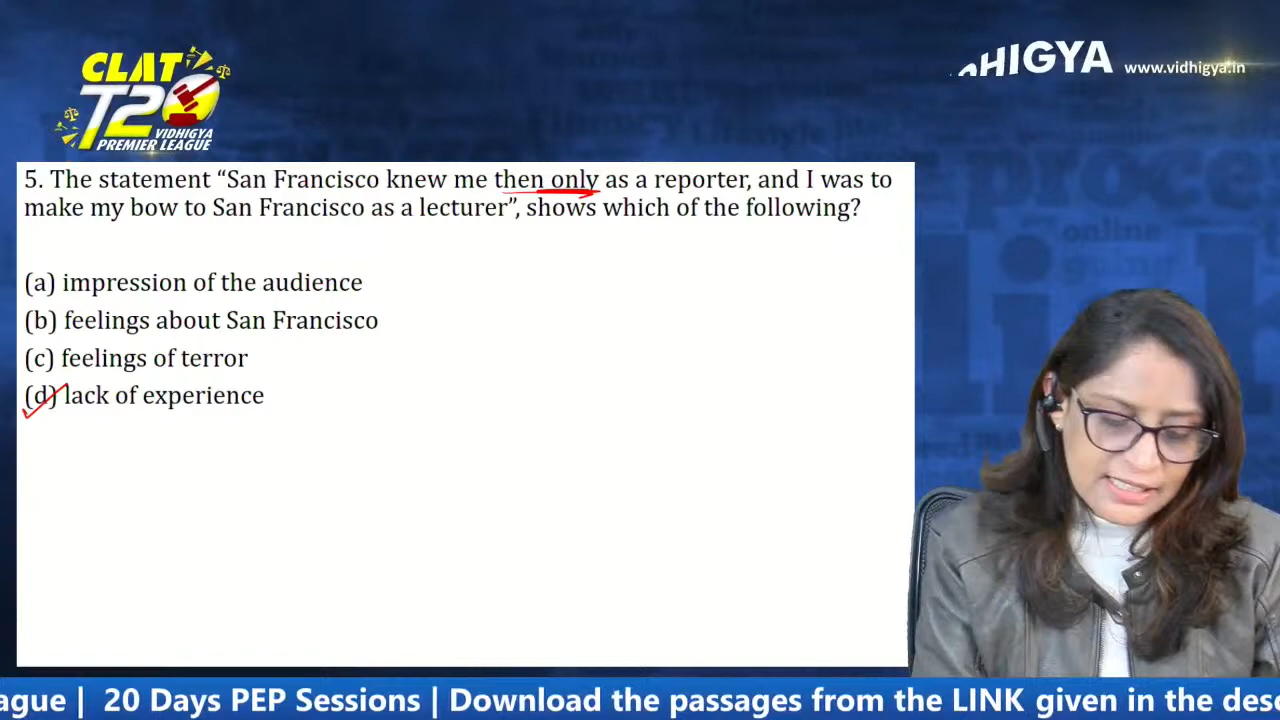 CLAT
T20
VIDHIGYA
PREMIER LEAGUE
HIGYA
www.vidhigya.in
online
going
5. The statement “San Francisco knew me then only as a reporter, and I was to
make my bow to San Francisco as a lecturer”, shows which of the following?
(a) impression of the audience
(b) feelings about San Francisco
(c) feelings of terror
(d) lack of experience
ague | 20 Days PEP Sessions | Download the passages from the LINK given in the desc